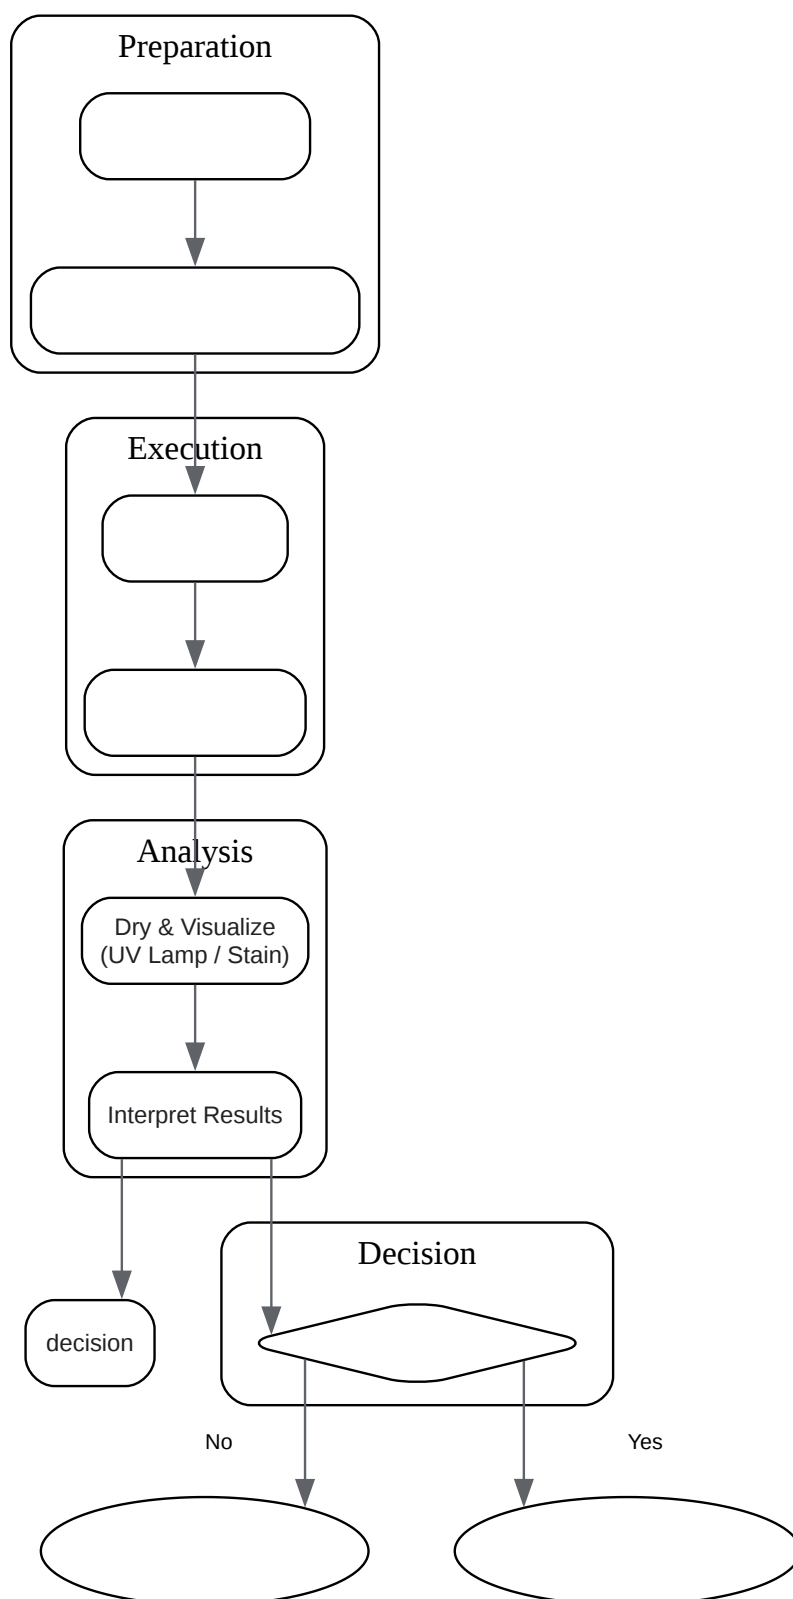 Preparation
Execution
Analysis
Dry & Visualize
(UV Lamp / Stain)
Interpret Results
Decision
decision
No
Yes